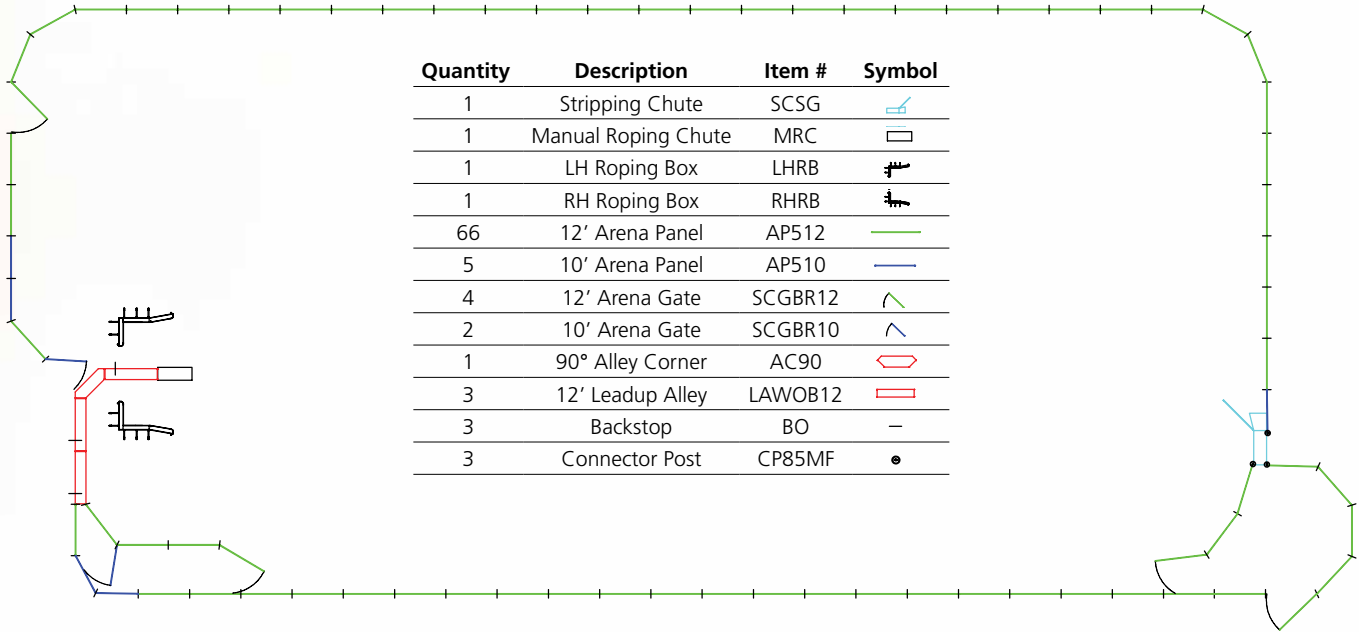 Quantity Description Item # Symbol
1 Stripping Chute SCSG
1 Manual Roping Chute MRC
1 LH Roping Box LHRB
1 RH Roping Box RHRB
66 12’ Arena Panel AP512
5 10’ Arena Panel AP510
4 12’ Arena Gate SCGBR12
2 10’ Arena Gate SCGBR10
1 90° Alley Corner AC90
3 12’ Leadup Alley LAWOB12
3 Backstop BO
3 Connector Post CP85MF